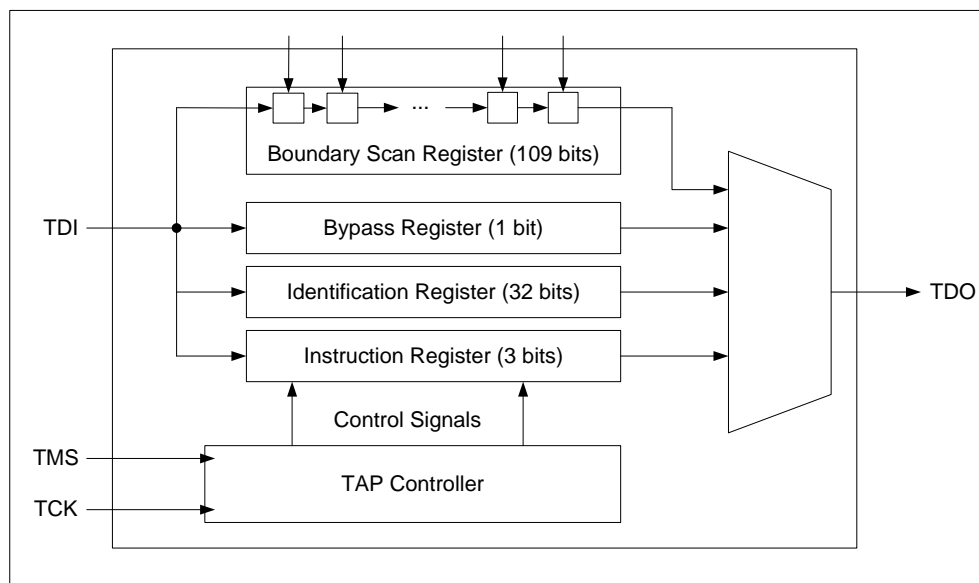 ...
Boundary Scan Register (109 bits)
TDI
Bypass Register (1 bit)
Identification Register (32 bits)
TDO
Instruction Register (3 bits)
Control Signals
TMS
TAP Controller
TCK